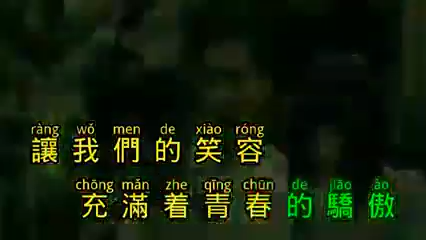 ràng wǒ men de xiào róng
讓我們的笑容
chōng mǎn zhe qīng chūn de jiāo ào
充滿着青春的驕傲